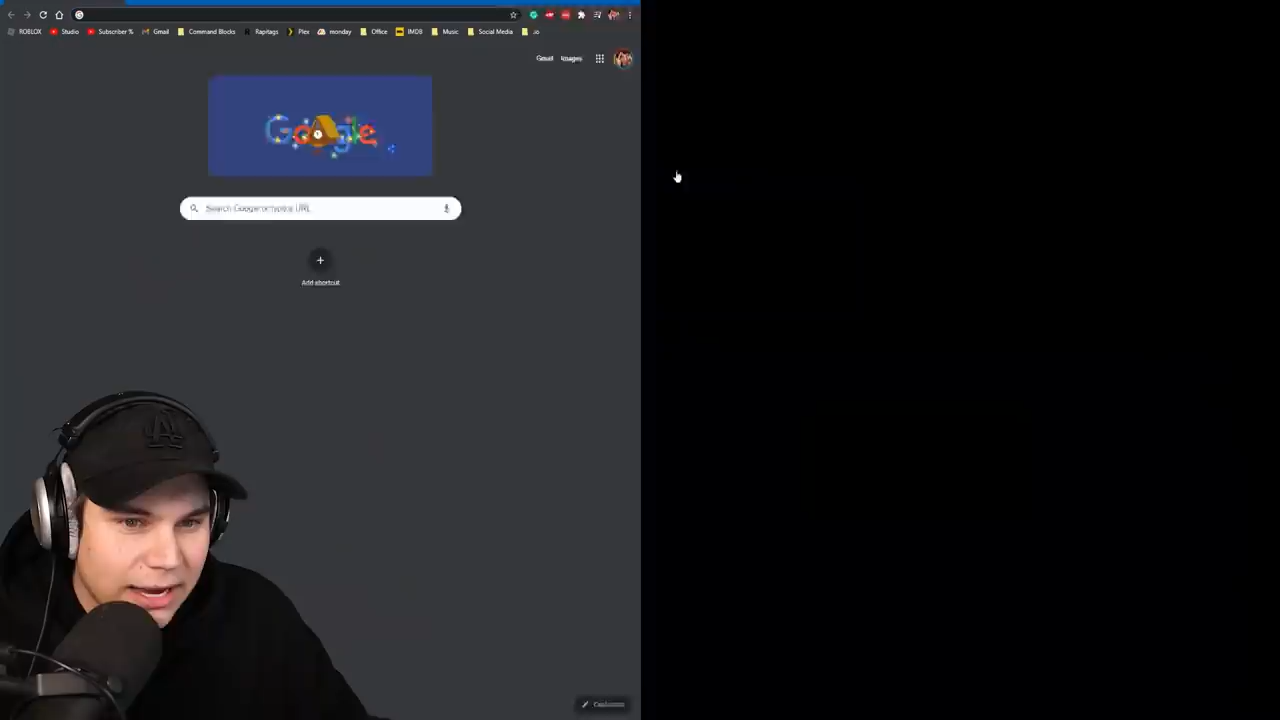 ROBLOX Studio Subscriber % Gmail Command Blocks Rapitags Plex monday Office IMDB Music Social Media .io
Gmail Images
Google
Search Google or type a URL
Add shortcut
Customize